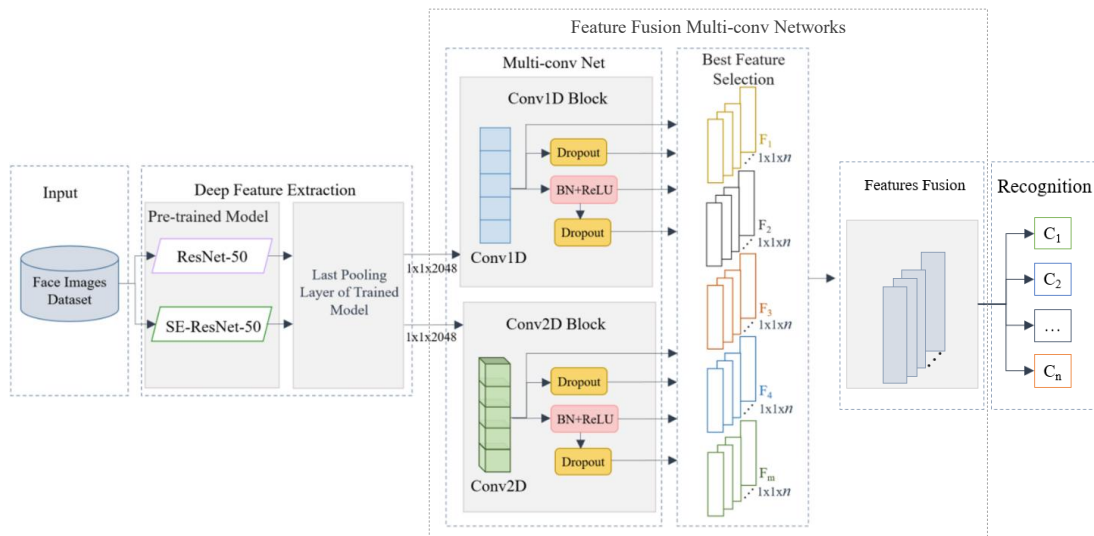 Feature Fusion Multi-conv Networks
Input
Face Images
Dataset
Deep Feature Extraction
Pre-trained Model
ResNet-50
SE-ResNet-50
Last Pooling
Layer of Trained
Model
1x1x2048
1x1x2048
Multi-conv Net
Conv1D Block
Conv1D
Dropout
BN+ReLU
Dropout
Conv2D Block
Conv2D
Dropout
BN+ReLU
Dropout
Best Feature
Selection
F1
1x1xn
F2
1x1xn
F3
1x1xn
F4
1x1xn
Fm
1x1xn
Features Fusion
Recognition
C1
C2
...
Cn